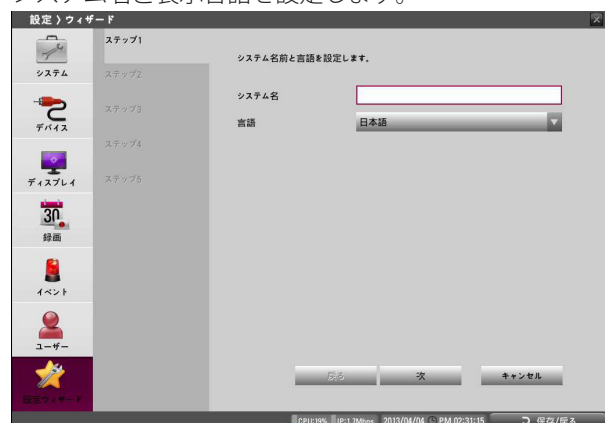 システム名と表示言語を設定します。
設定 〉ウィザード
システム
デバイス
ディスプレイ
30
録画
イベント
ユーザー
設定ウィザード
ステップ1
ステップ2
ステップ3
ステップ4
ステップ5
システム名前と言語を設定します。
システム名
言語 日本語
戻る 次 キャンセル
CPU:19% IP:1.7Mbps 2013/04/04 PM 02:31:15 保存/戻る